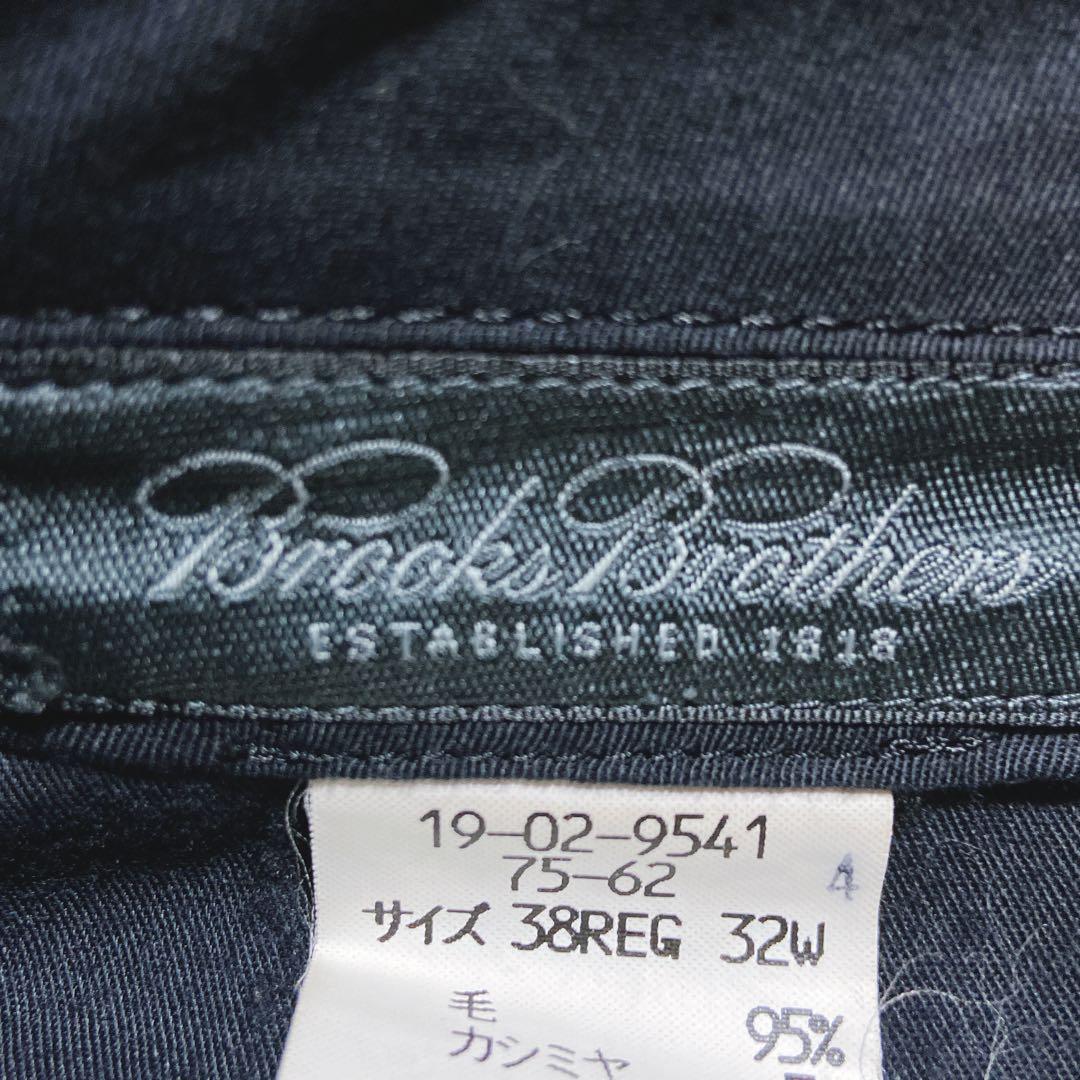 Brooks Brothers
ESTABLISHED 1818
19-02-9541
75-62 4
サイズ 38REG 32W
毛 95%
カシミヤ